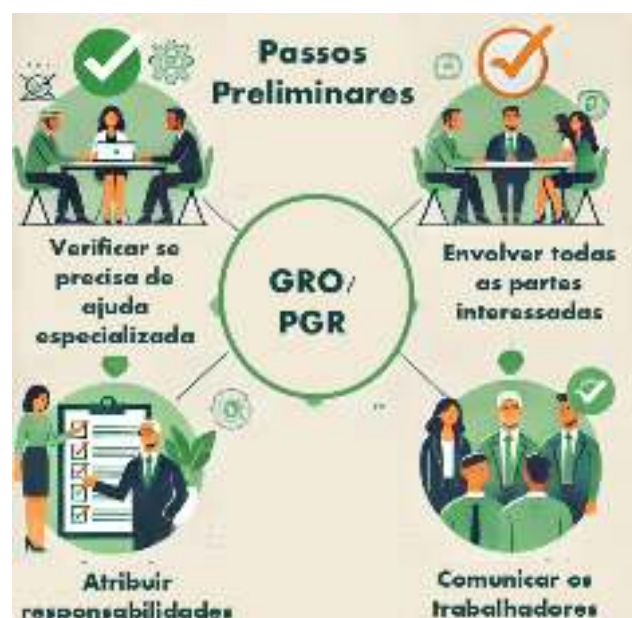 Passos
Preliminares
Verificar se
precisa de
ajuda
especializada
Envolver todas
as partes
interessadas
GRO/
PGR
Atribuir
responsabilidades
Comunicar os
trabalhadores